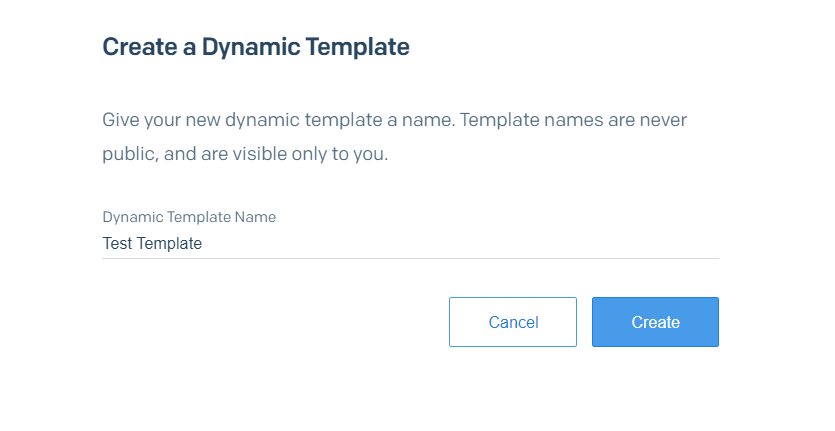 Create a Dynamic Template
Give your new dynamic template a name. Template names are never
public, and are visible only to you.
Dynamic Template Name
Test Template
Cancel
Create